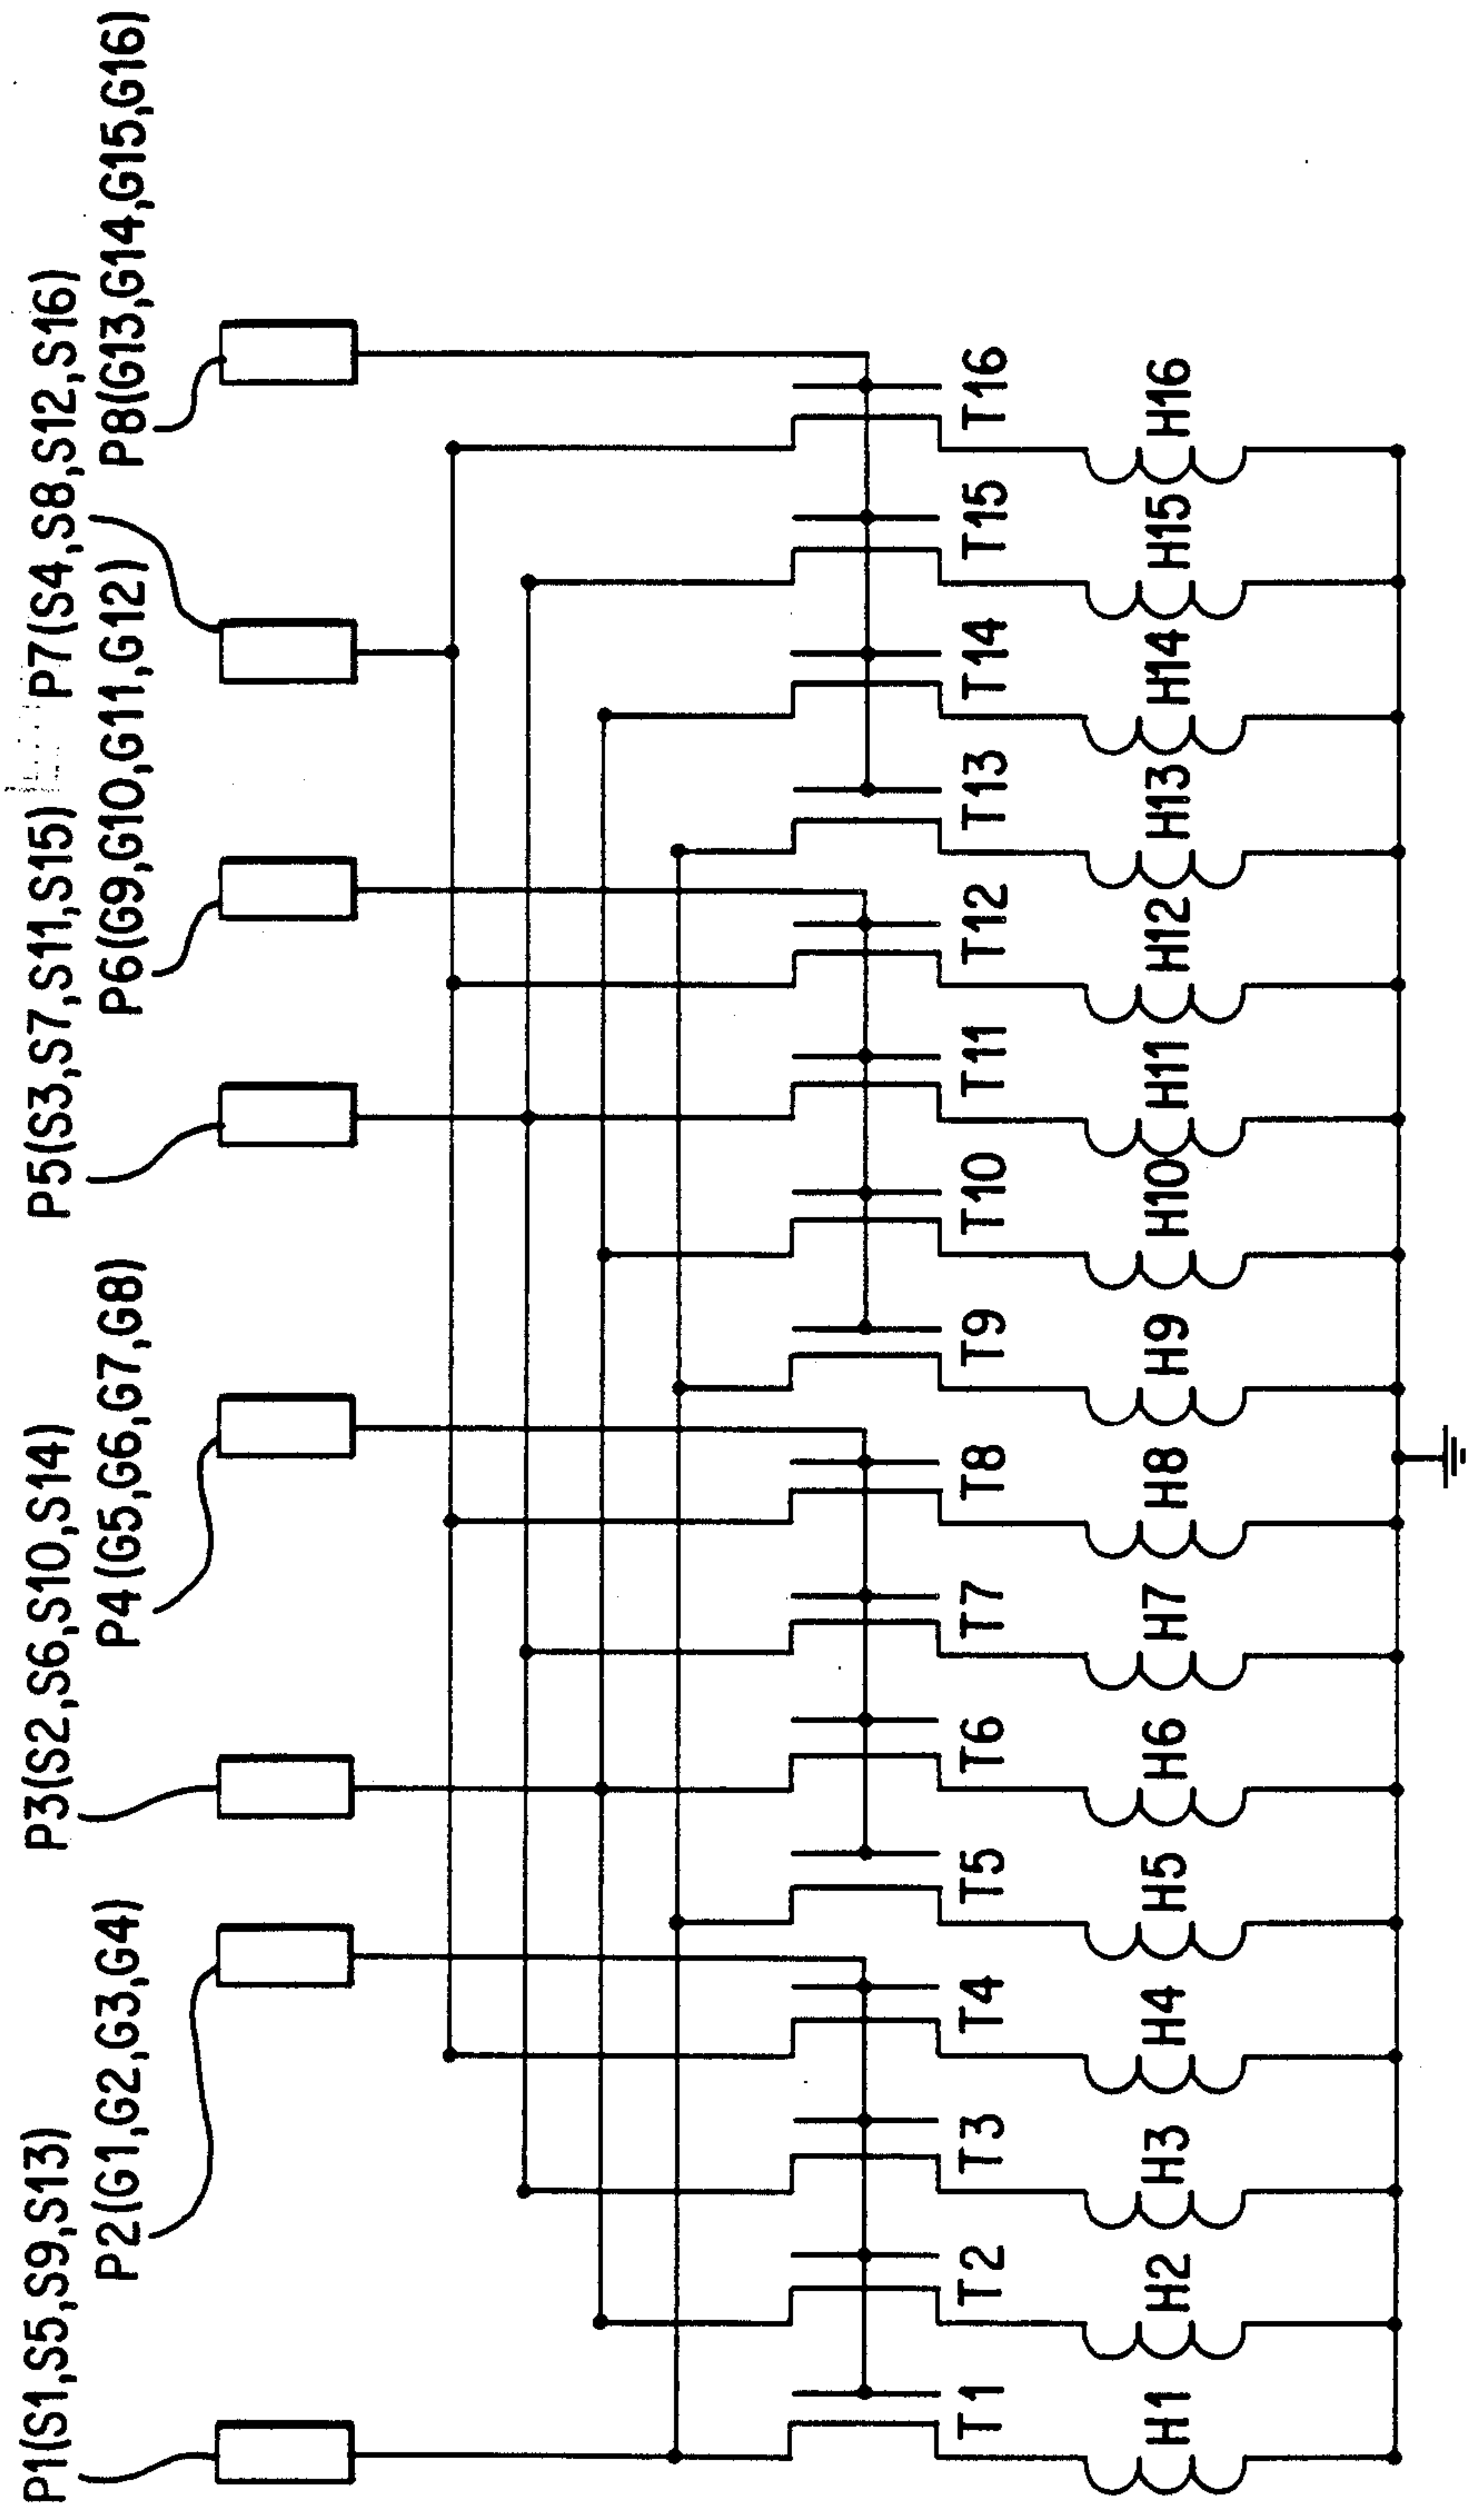 P1(S1,S5,S9,S13)
P3(S2,S6,S10,S14)
P5(S3,S7,S11,S15)
P7(S4,S8,S12,S16)
P2(G1,G2,G3,G4)
P4(G5,G6,G7,G8)
P6(G9,G10,G11,G12)
P8(G13,G14,G15,G16)
T1 T2 T3 T4 T5 T6 T7 T8 T9 T10 T11 T12 T13 T14 T15 T16
H1 H2 H3 H4 H5 H6 H7 H8 H9 H10 H11 H12 H13 H14 H15 H16